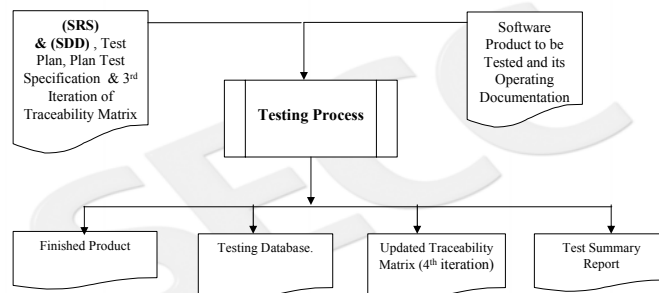 (SRS)
& (SDD) , Test
Plan, Plan Test
Specification & 3rd
Iteration of
Traceability Matrix
Software
Product to be
Tested and its
Operating
Documentation
Testing Process
Finished Product
Testing Database.
Updated Traceability
Matrix (4th iteration)
Test Summary
Report
SECC